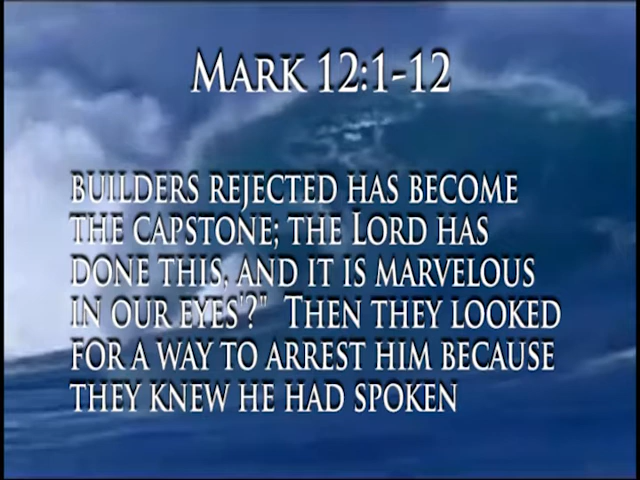 MARK 12:1-12
BUILDERS REJECTED HAS BECOME
THE CAPSTONE; THE LORD HAS
DONE THIS, AND IT IS MARVELOUS
IN OUR EYES'?" THEN THEY LOOKED
FOR A WAY TO ARREST HIM BECAUSE
THEY KNEW HE HAD SPOKEN